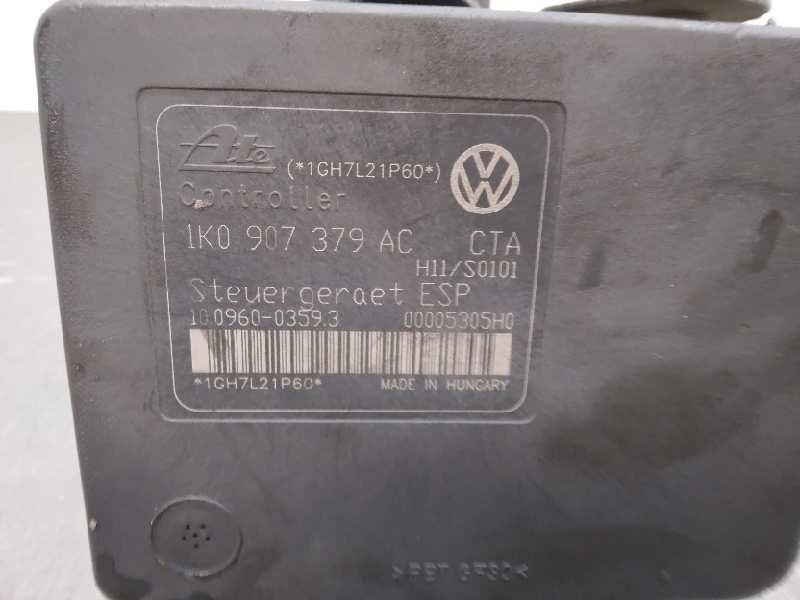 Ate (*1GH7L21P60*)
Controller
1K0 907 379 AC CTA
H11/S0101
Steuergeraet ESP
10.0960-0359.3 00005305H0
*1GH7L21P60* MADE IN HUNGARY